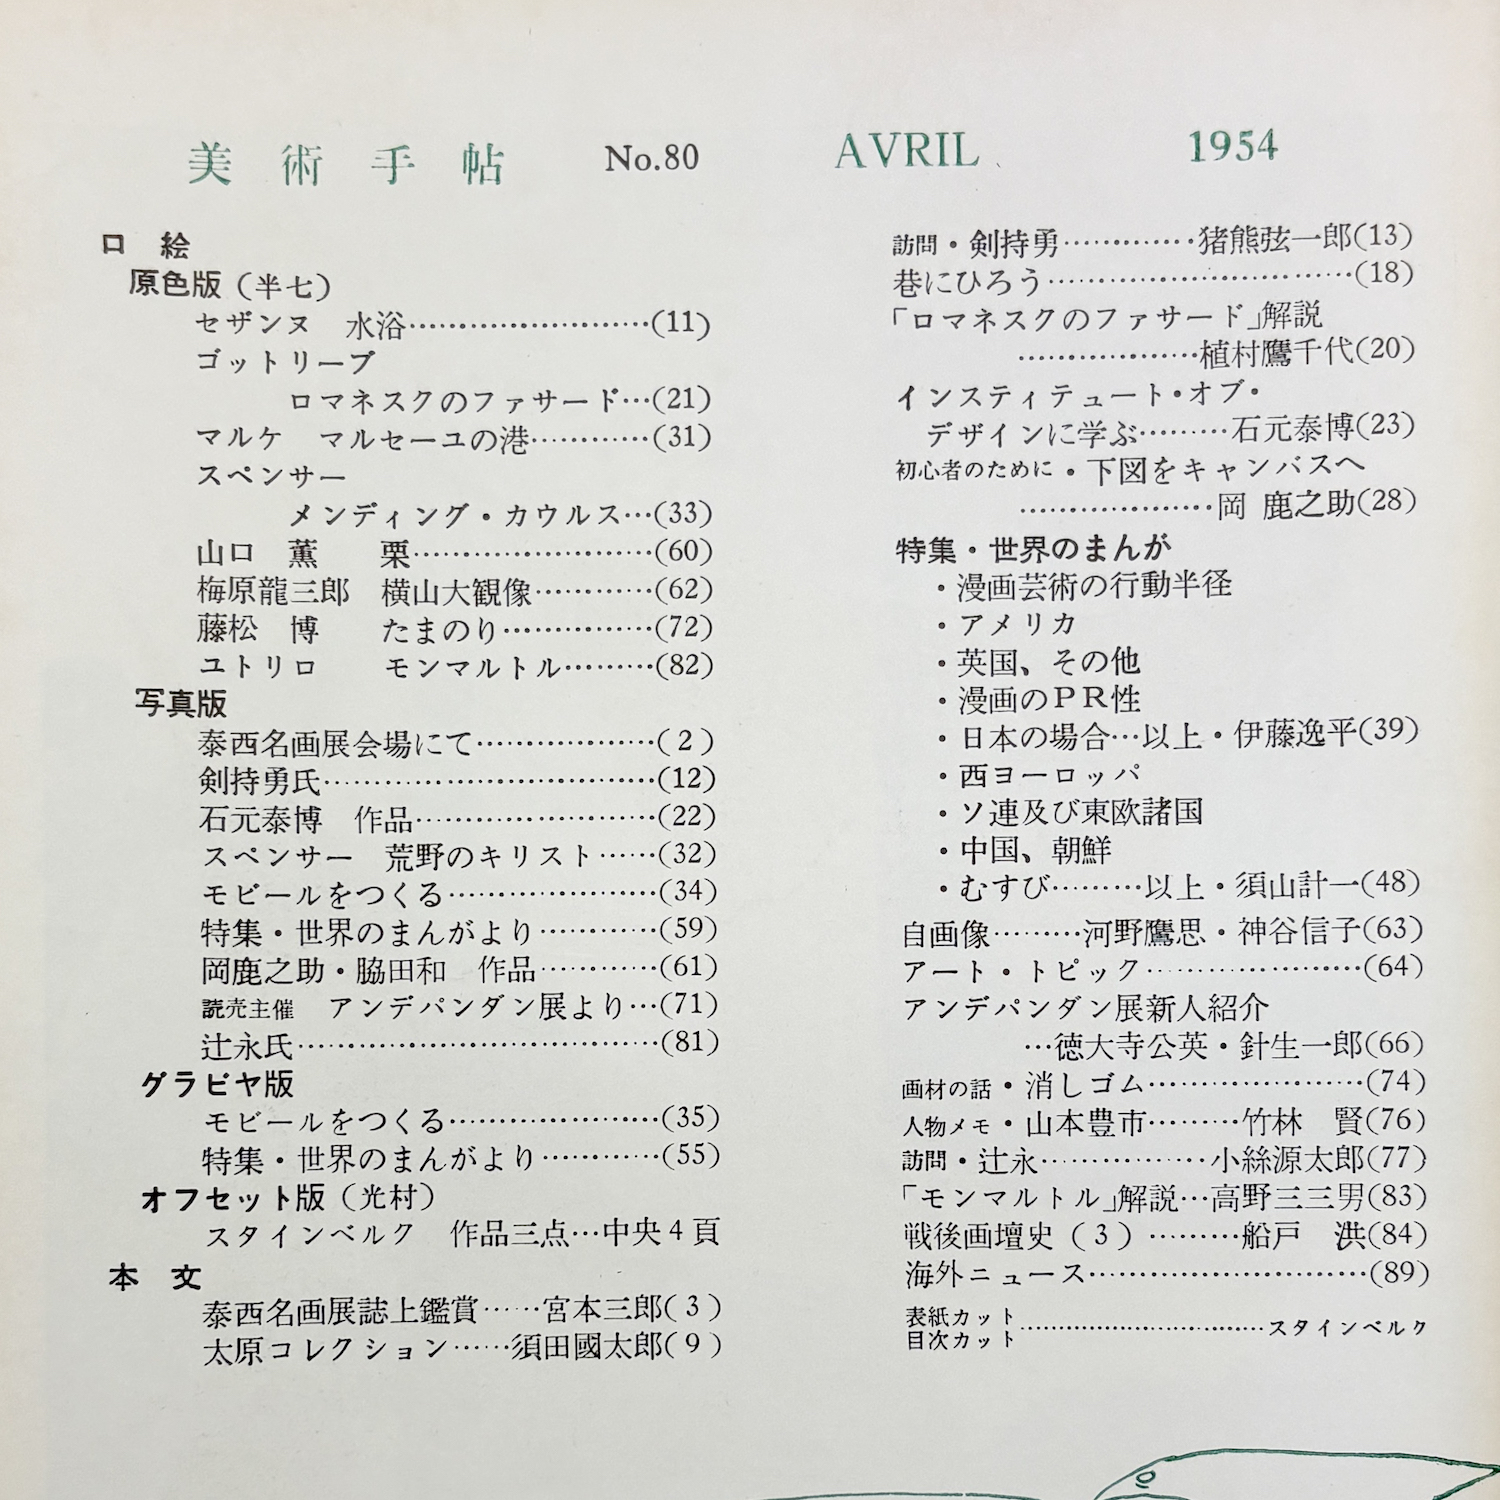 美術手帖 No.80 AVRIL 1954
口絵
原色版（半七）
セザンヌ 水浴………………………(11)
ゴットリーブ
ロマネスクのファサード…(21)
マルケ マルセーユの港…………(31)
スペンサー
メンディング・カウルス…(33)
山口 薫 栗………………………(60)
梅原龍三郎 横山大観像…………(62)
藤松 博 たまのり………………(72)
ユトリロ モンマルトル………(82)
写真版
泰西名画展会場にて…………………(2)
剣持勇氏………………………………(12)
石元泰博 作品………………………(22)
スペンサー 荒野のキリスト……(32)
モビールをつくる……………………(34)
特集・世界のまんがより…………(59)
岡鹿之助・脇田和 作品…………(61)
読売主催 アンデパンダン展より…(71)
辻永氏…………………………………(81)
グラビヤ版
モビールをつくる……………………(35)
特集・世界のまんがより…………(55)
オフセット版（光村）
スタインベルク 作品三点…中央4頁
本文
泰西名画展誌上鑑賞……宮本三郎(3)
太原コレクション……須田國太郎(9)
訪問・剣持勇……………猪熊弦一郎(13)
巷にひろう……………………………(18)
「ロマネスクのファサード」解説
………………植村鷹千代(20)
インスティテュート・オブ・
デザインに学ぶ………石元泰博(23)
初心者のために・下図をキャンバスへ
…………………岡 鹿之助(28)
特集・世界のまんが
・漫画芸術の行動半径
・アメリカ
・英国、その他
・漫画のPR性
・日本の場合…以上・伊藤逸平(39)
・西ヨーロッパ
・ソ連及び東欧諸国
・中国、朝鮮
・むすび………以上・須山計一(48)
自画像………河野鷹思・神谷信子(63)
アート・トピック……………………(64)
アンデパンダン展新人紹介
…徳大寺公英・針生一郎(66)
画材の話・消しゴム……………………(74)
人物メモ・山本豊市………竹林 賢(76)
訪問・辻永………………小絲源太郎(77)
「モンマルトル」解説…高野三三男(83)
戦後画壇史（3）………船戸 洪(84)
海外ニュース…………………………(89)
表紙カット
目次カット……………………スタインベルク